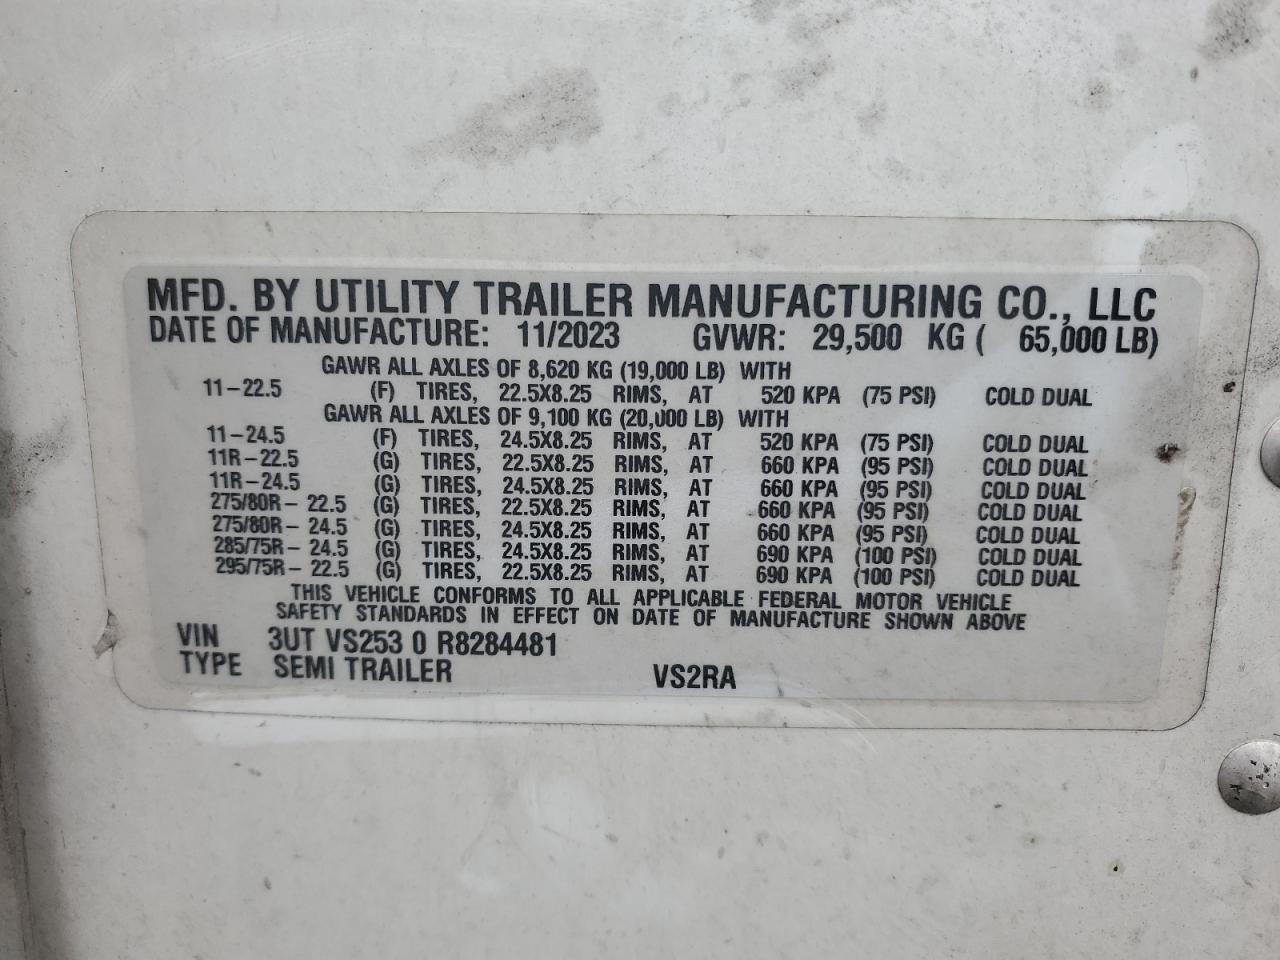 MFD. BY UTILITY TRAILER MANUFACTURING CO., LLC
DATE OF MANUFACTURE: 11/2023 GVWR: 29,500 KG ( 65,000 LB)
GAWR ALL AXLES OF 8,620 KG (19,000 LB) WITH
11-22.5 (F) TIRES, 22.5X8.25 RIMS, AT 520 KPA (75 PSI) COLD DUAL
GAWR ALL AXLES OF 9,100 KG (20,000 LB) WITH
11-24.5 (F) TIRES, 24.5X8.25 RIMS, AT 520 KPA (75 PSI) COLD DUAL
11R-22.5 (G) TIRES, 22.5X8.25 RIMS, AT 660 KPA (95 PSI) COLD DUAL
11R-24.5 (G) TIRES, 24.5X8.25 RIMS, AT 660 KPA (95 PSI) COLD DUAL
275/80R- 22.5 (G) TIRES, 22.5X8.25 RIMS, AT 660 KPA (95 PSI) COLD DUAL
275/80R- 24.5 (G) TIRES, 24.5X8.25 RIMS, AT 660 KPA (95 PSI) COLD DUAL
285/75R- 24.5 (G) TIRES, 24.5X8.25 RIMS, AT 690 KPA (100 PSI) COLD DUAL
295/75R- 22.5 (G) TIRES, 22.5X8.25 RIMS, AT 690 KPA (100 PSI) COLD DUAL
THIS VEHICLE CONFORMS TO ALL APPLICABLE FEDERAL MOTOR VEHICLE
SAFETY STANDARDS IN EFFECT ON DATE OF MANUFACTURE SHOWN ABOVE
VIN 3UT VS253 0 R8284481
TYPE SEMI TRAILER VS2RA